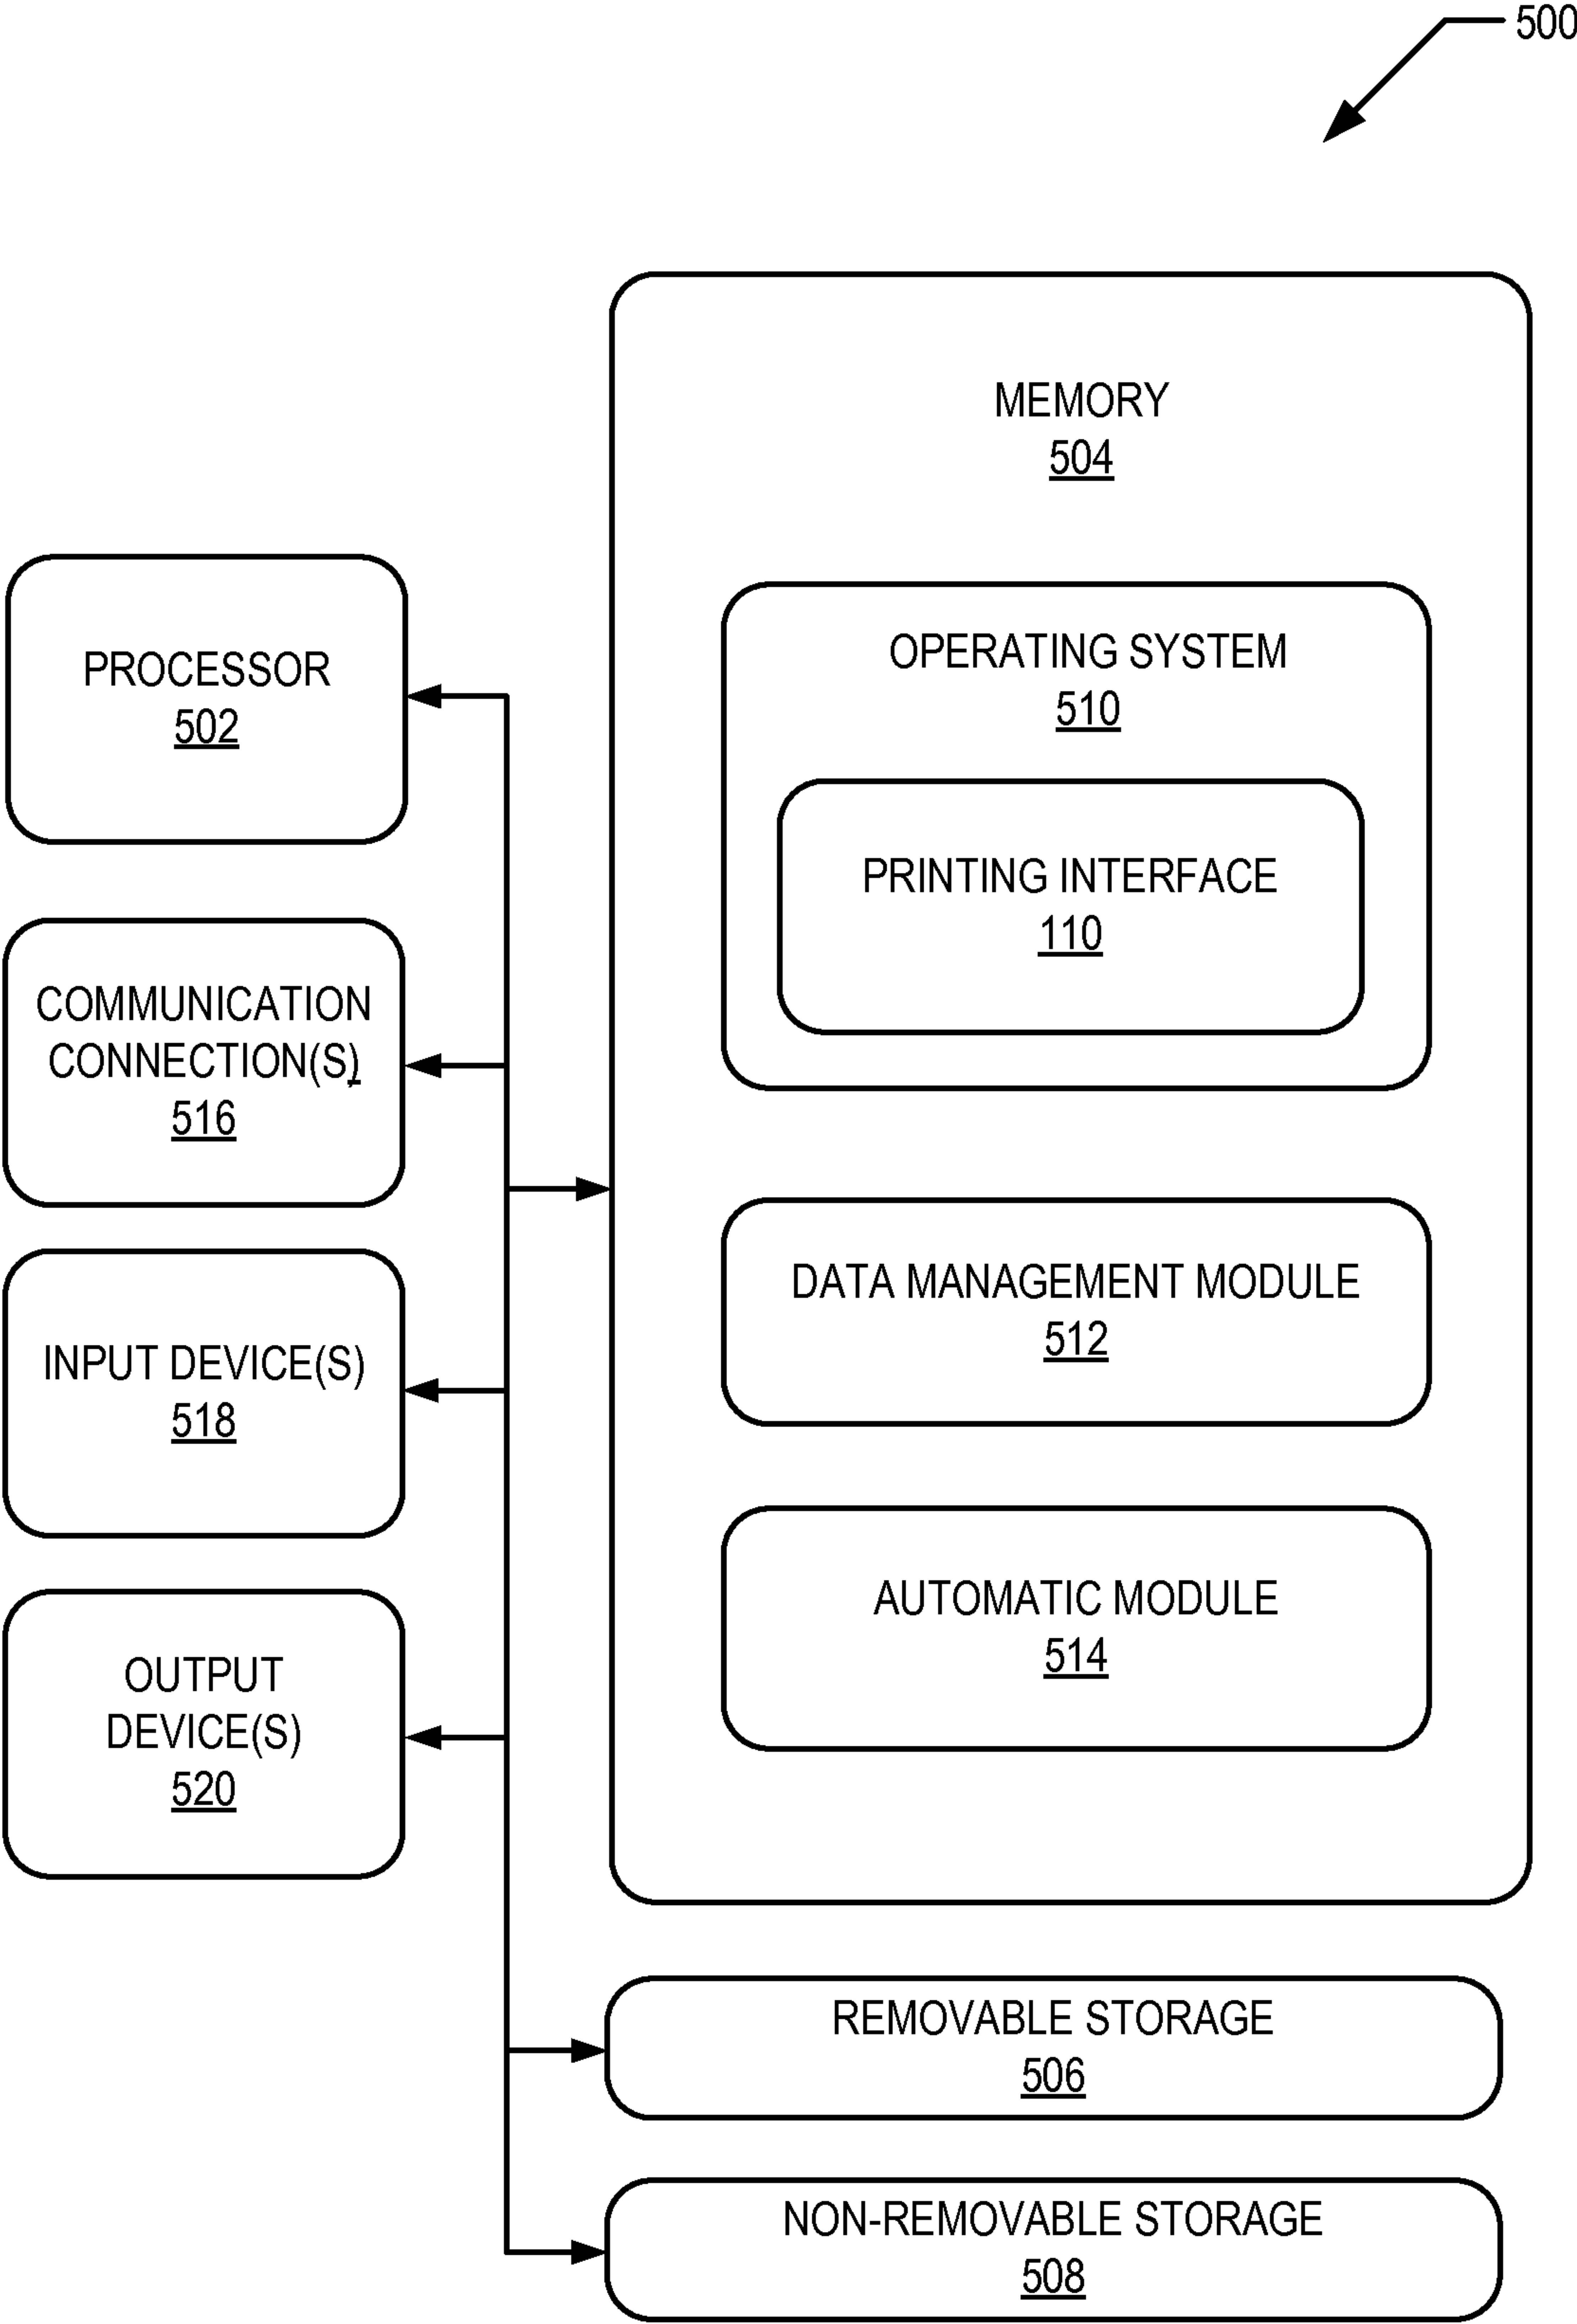 500
MEMORY
504
OPERATING SYSTEM
510
PRINTING INTERFACE
110
DATA MANAGEMENT MODULE
512
AUTOMATIC MODULE
514
PROCESSOR
502
COMMUNICATION
CONNECTION(S)
516
INPUT DEVICE(S)
518
OUTPUT
DEVICE(S)
520
REMOVABLE STORAGE
506
NON-REMOVABLE STORAGE
508